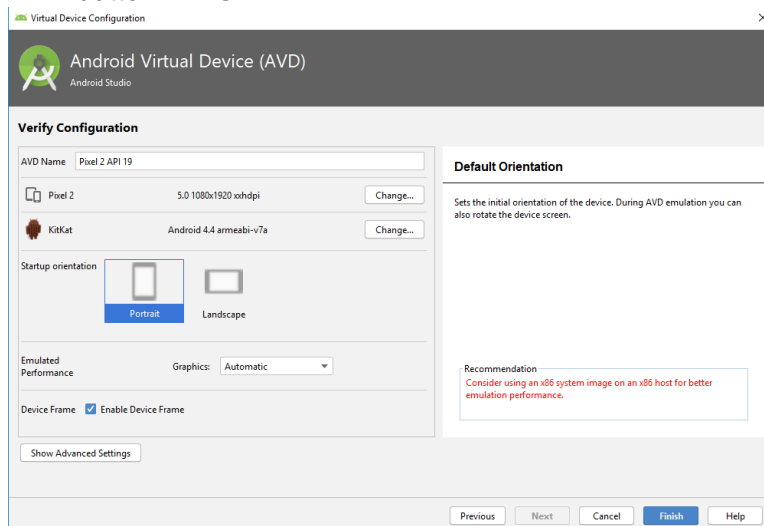 Virtual Device Configuration
Android Virtual Device (AVD)
Android Studio
Verify Configuration
AVD Name Pixel 2 API 19
Pixel 2 5.0 1080x1920 xxhdpi Change...
KitKat Android 4.4 armeabi-v7a Change...
Startup orientation
Portrait Landscape
Emulated
Performance
Graphics: Automatic
Device Frame Enable Device Frame
Show Advanced Settings
Default Orientation
Sets the initial orientation of the device. During AVD emulation you can
also rotate the device screen.
Recommendation
Consider using an x86 system image on an x86 host for better
emulation performance.
Previous Next Cancel Finish Help